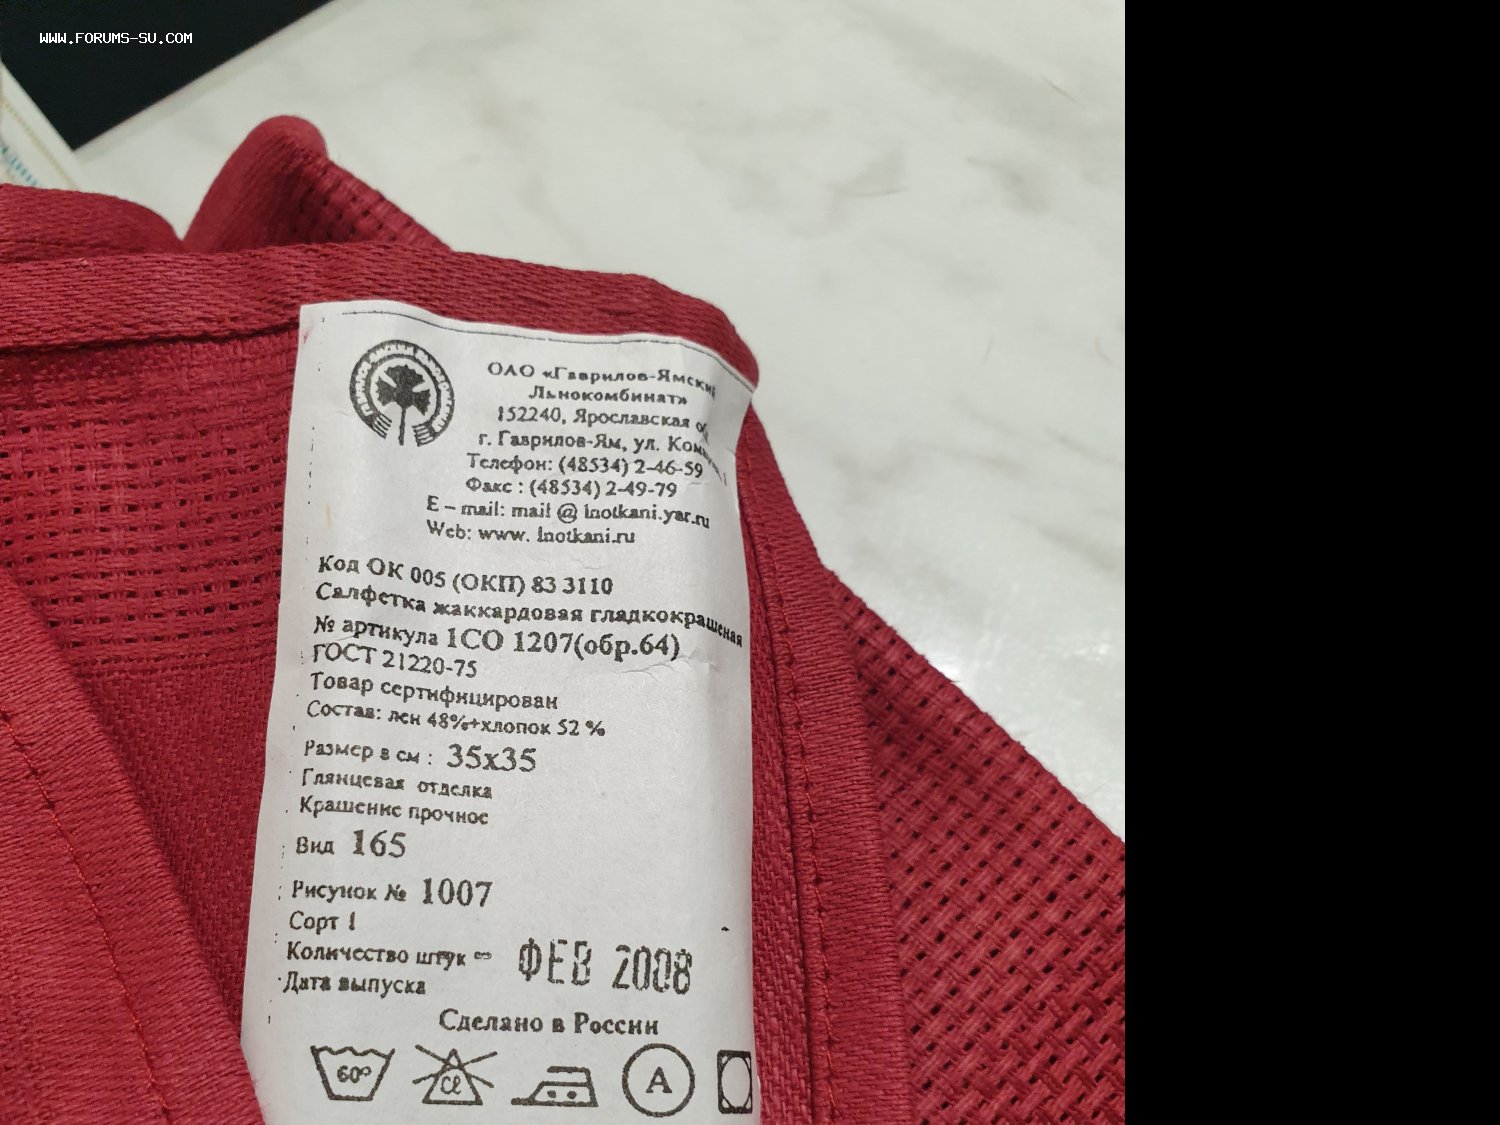 WWW.FORUMS-SU.COM
ОАО «Гаврилов-Ямский
Льнокомбинат»
152240, Ярославская
г. Гаврилов-Ям, ул.
Телефон: (48534) 2-46-59
Факс : (48534) 2-49-79
E – mail: mail @ lnotkani.yar.ru
Web: www. lnotkani.ru
Код ОК 005 (ОКП) 83 3110
Салфетка жаккардовая гладкокрашеная
№ артикула 1СО 1207(обр.64)
ГОСТ 21220-75
Товар сертифицирован
Состав: лен 48%+хлопок 52 %
Размер в см : 35х35
Глянцевая отделка
Крашение прочное
Вид 165
Рисунок № 1007
Сорт 1
Количество штук –
ФЕВ 2008
Дата выпуска
Сделано в России
60° Cl A